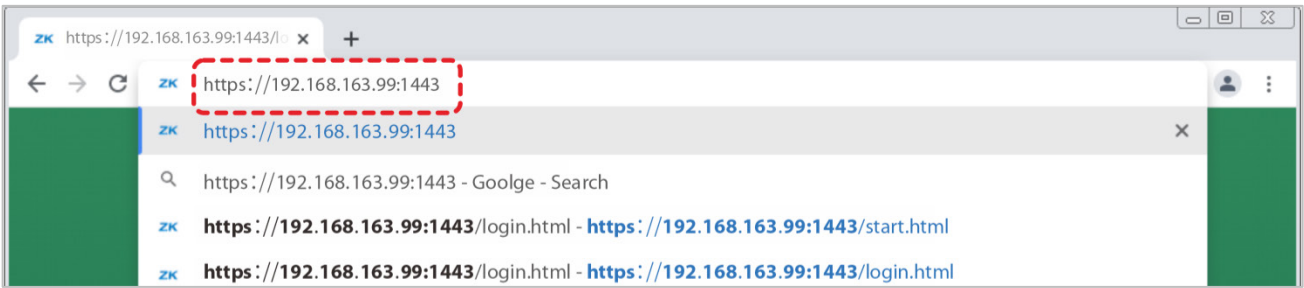 ZK https://192.168.163.99:1443/lo
ZK https://192.168.163.99:1443
ZK https://192.168.163.99:1443
https://192.168.163.99:1443 - Goolge - Search
ZK https://192.168.163.99:1443/login.html - https://192.168.163.99:1443/start.html
ZK https://192.168.163.99:1443/login.html - https://192.168.163.99:1443/login.html